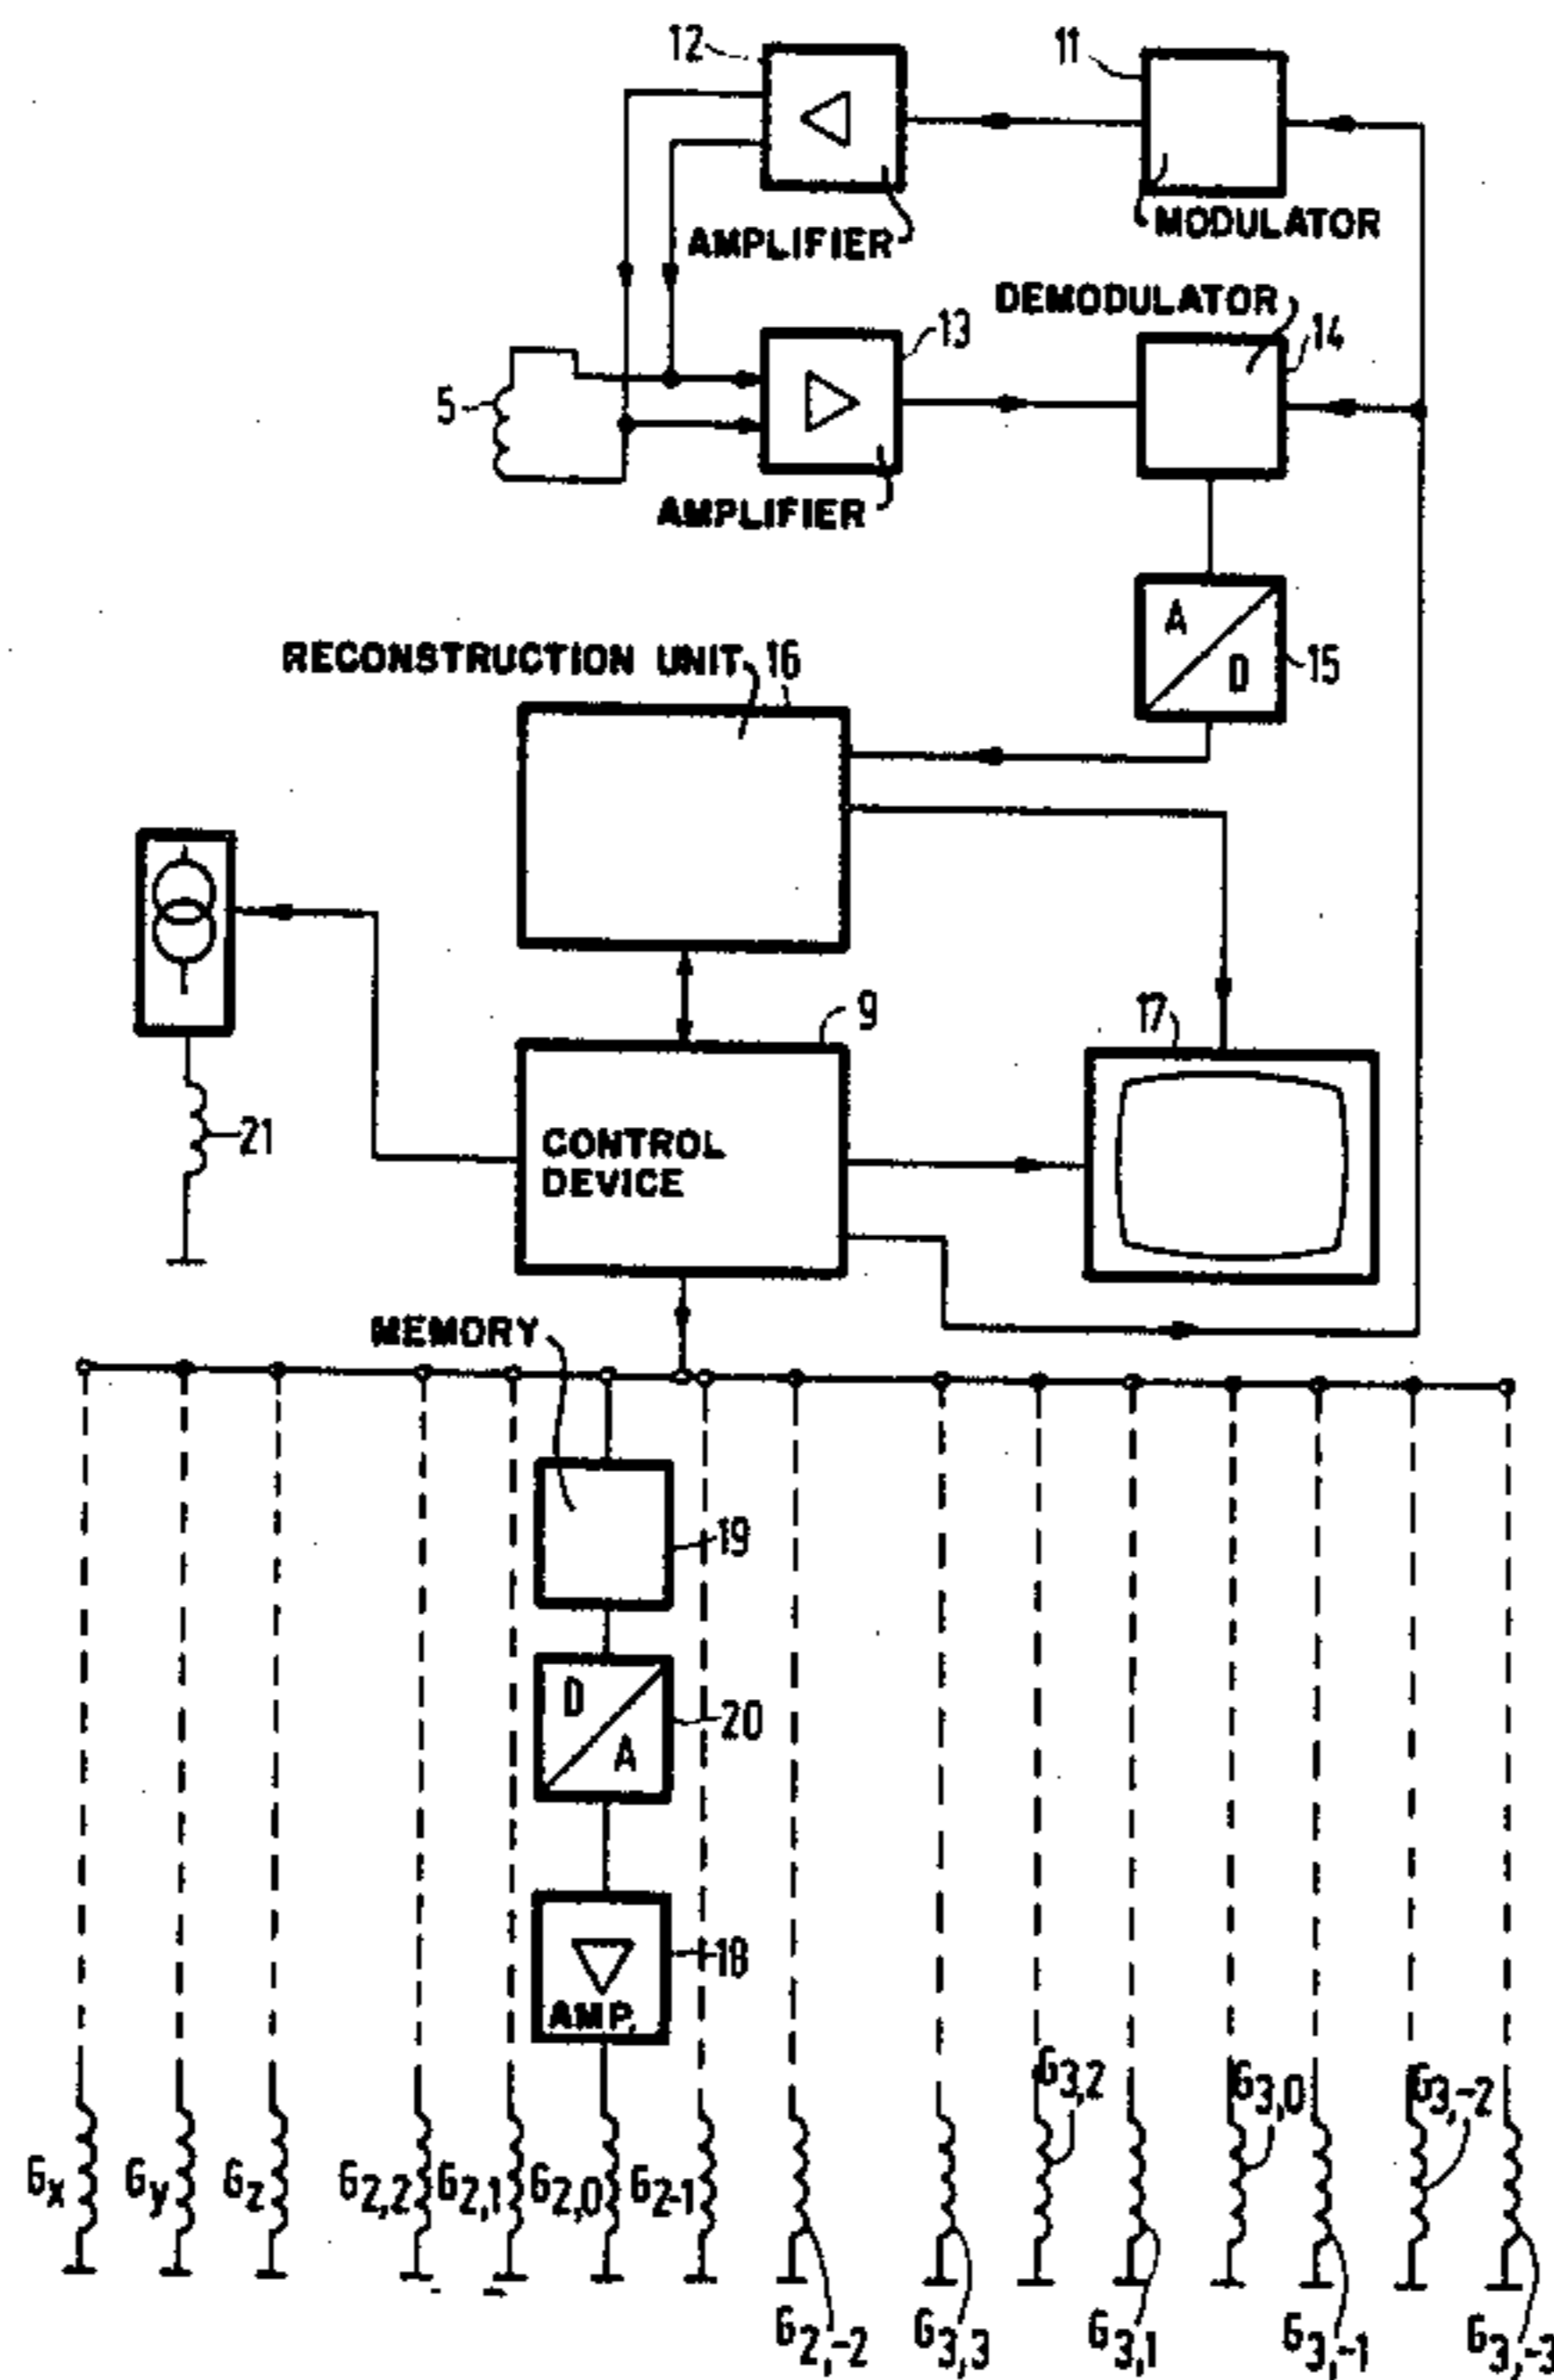 12
11
AMPLIFIER
MODULATOR
DEMODULATOR
13
14
5
AMPLIFIER
A
D
15
RECONSTRUCTION UNIT
16
9
17
21
CONTROL
DEVICE
MEMORY
19
D
A
20
18
AMP.
G3,2
G3,0
G3,-2
Gx
Gy
Gz
G2,2
G2,1
G2,0
G2-1
G2,-2
G3,3
G3,1
G3,-1
G3,-3